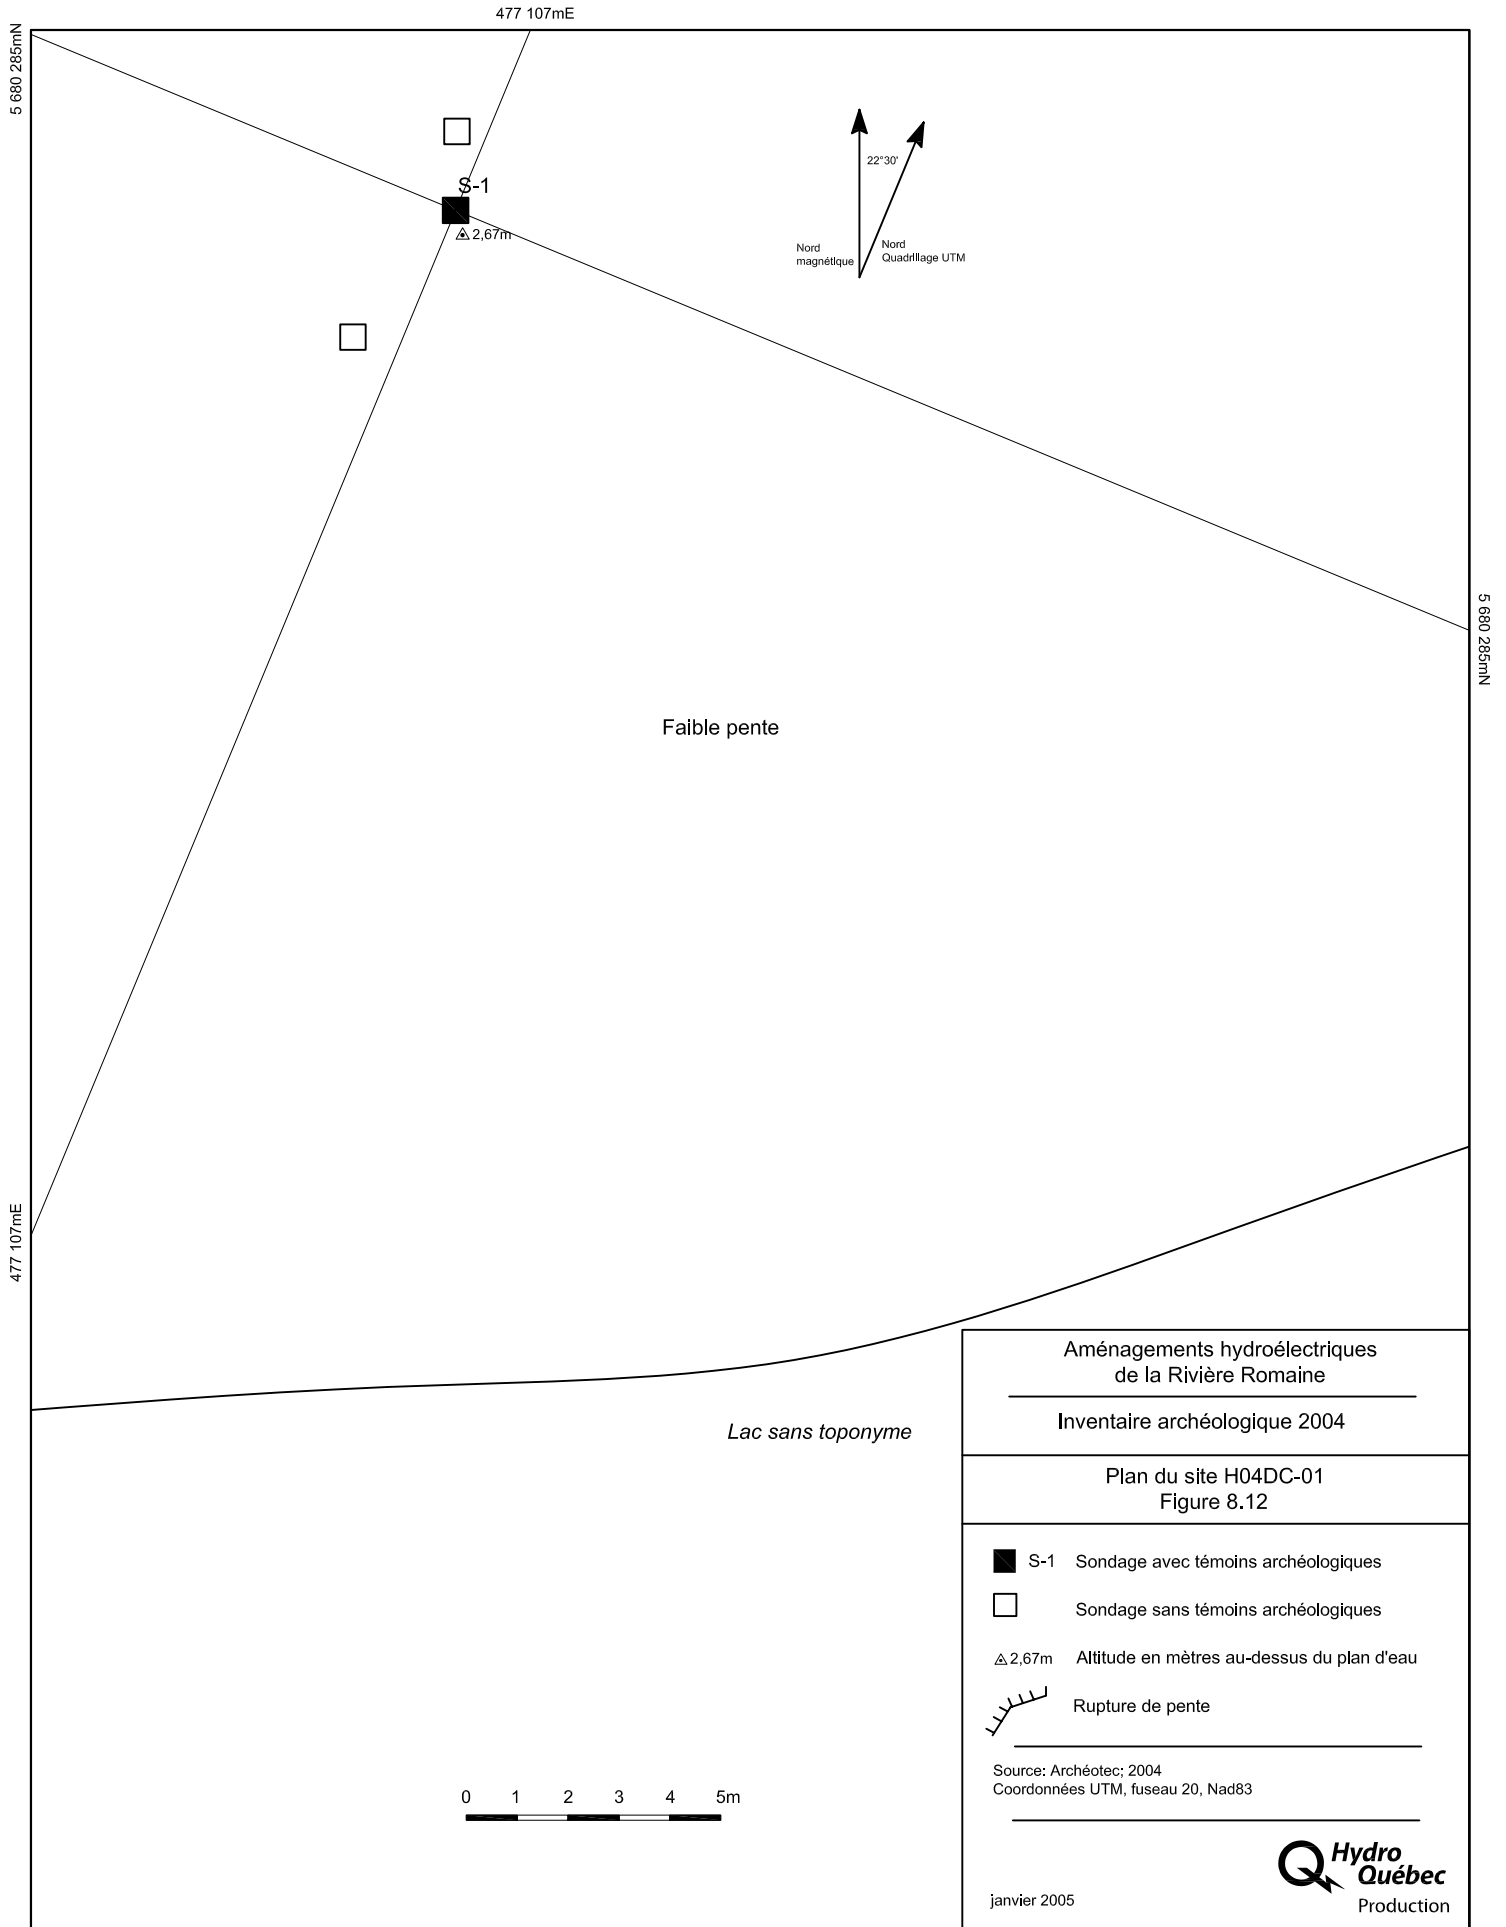 477 107mE
5 680 285mN
S-1
2,67m
22°30'
Nord
magnétique
Nord
Quadrillage UTM
5 680 285mN
Faible pente
477 107mE
Lac sans toponyme
Aménagements hydroélectriques
de la Rivière Romaine
Inventaire archéologique 2004
Plan du site H04DC-01
Figure 8.12
S-1 Sondage avec témoins archéologiques
Sondage sans témoins archéologiques
2,67m Altitude en mètres au-dessus du plan d'eau
Rupture de pente
Source: Archéotec; 2004
Coordonnées UTM, fuseau 20, Nad83
0 1 2 3 4 5m
Hydro
Québec
Production
janvier 2005